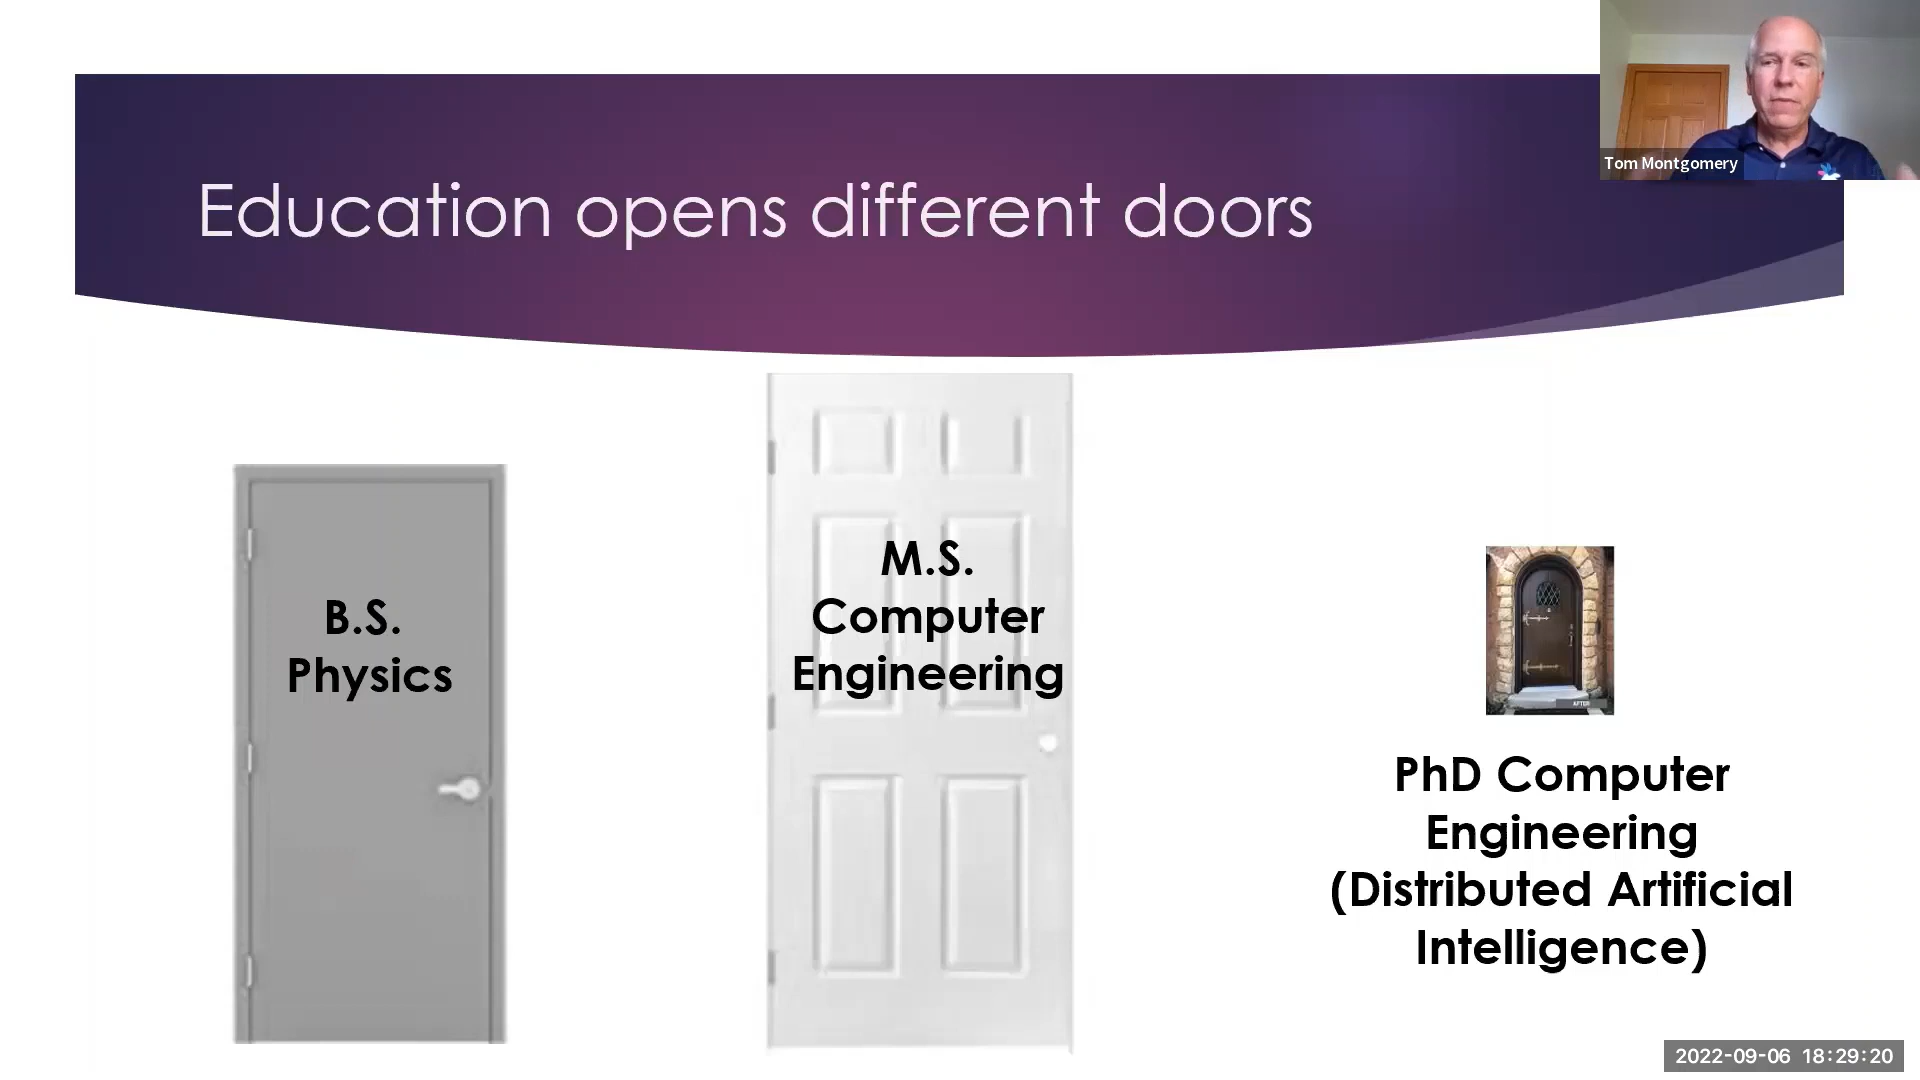 Tom Montgomery
Education opens different doors
B.S.
Physics
M.S.
Computer
Engineering
AFTER
PhD Computer
Engineering
(Distributed Artificial
Intelligence)
2022-09-06 18:29:20